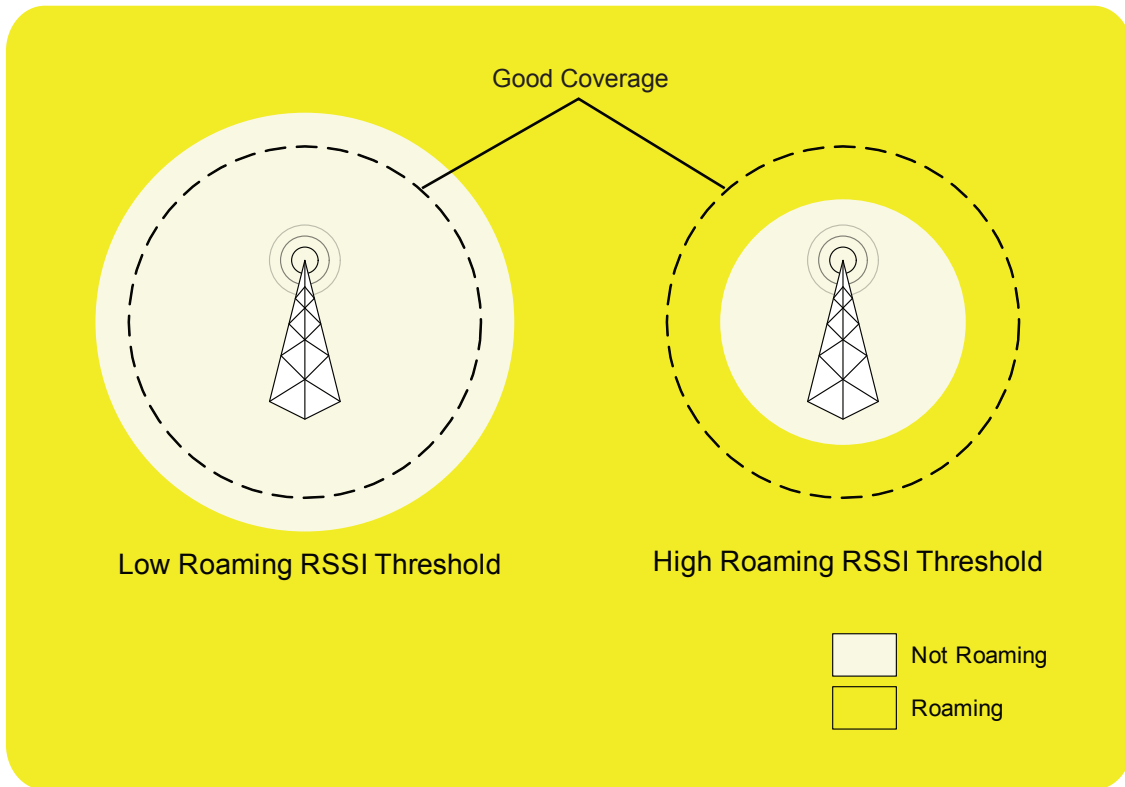 Good Coverage
Low Roaming RSSI Threshold
High Roaming RSSI Threshold
Not Roaming
Roaming